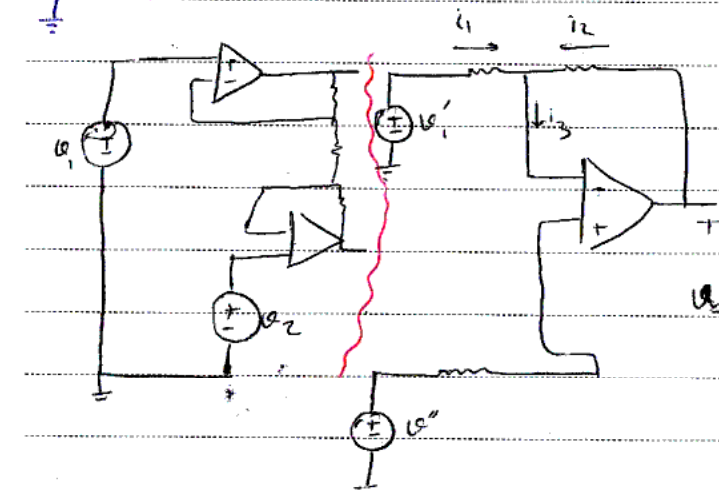 i₁ i₂
+
-
v₁ ±
v₁' ±
i₃
-
+
+
-
v₂
v'' ±